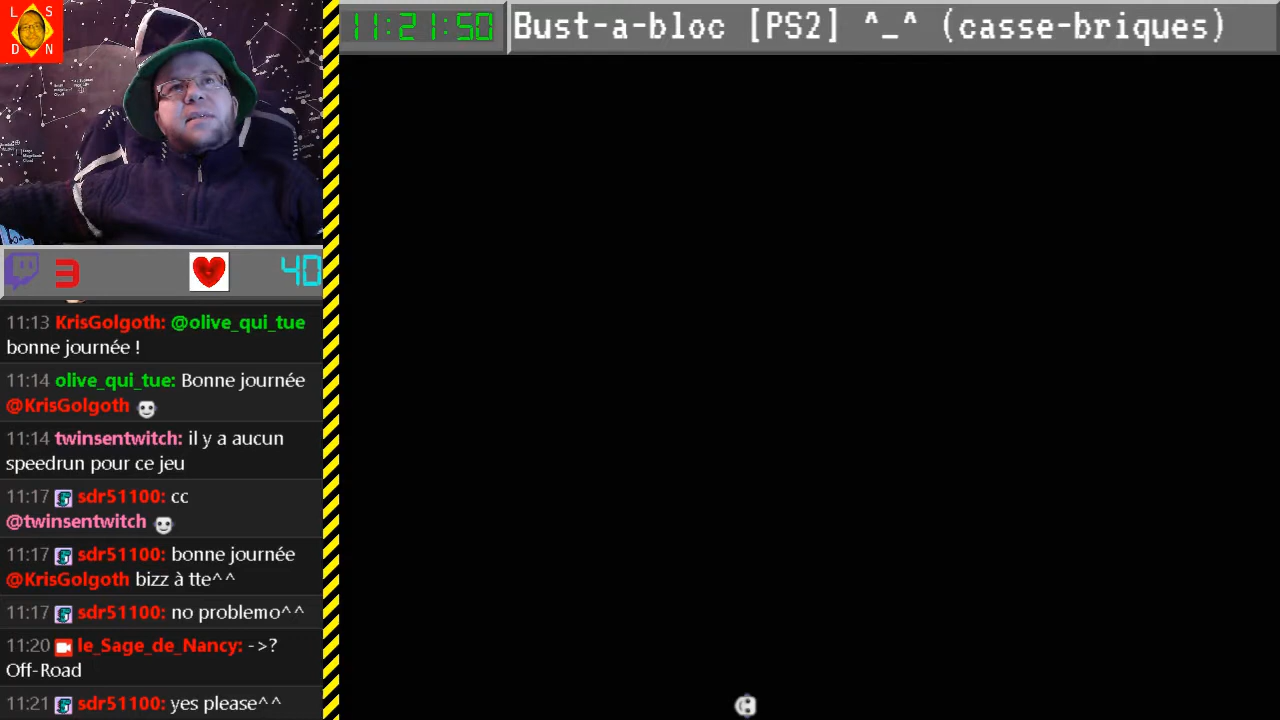 L S
D N
11:21:50
Bust-a-bloc [PS2] ^_^ (casse-briques)
3
40
11:13 KrisGolgoth: @olive_qui_tue
bonne journée !
11:14 olive_qui_tue: Bonne journée
@KrisGolgoth
11:14 twinsentwitch: il y a aucun
speedrun pour ce jeu
11:17 sdr51100: cc
@twinsentwitch
11:17 sdr51100: bonne journée
@KrisGolgoth bizz à tte^^
11:17 sdr51100: no problemo^^
11:20 le_Sage_de_Nancy: ->?
Off-Road
11:21 sdr51100: yes please^^